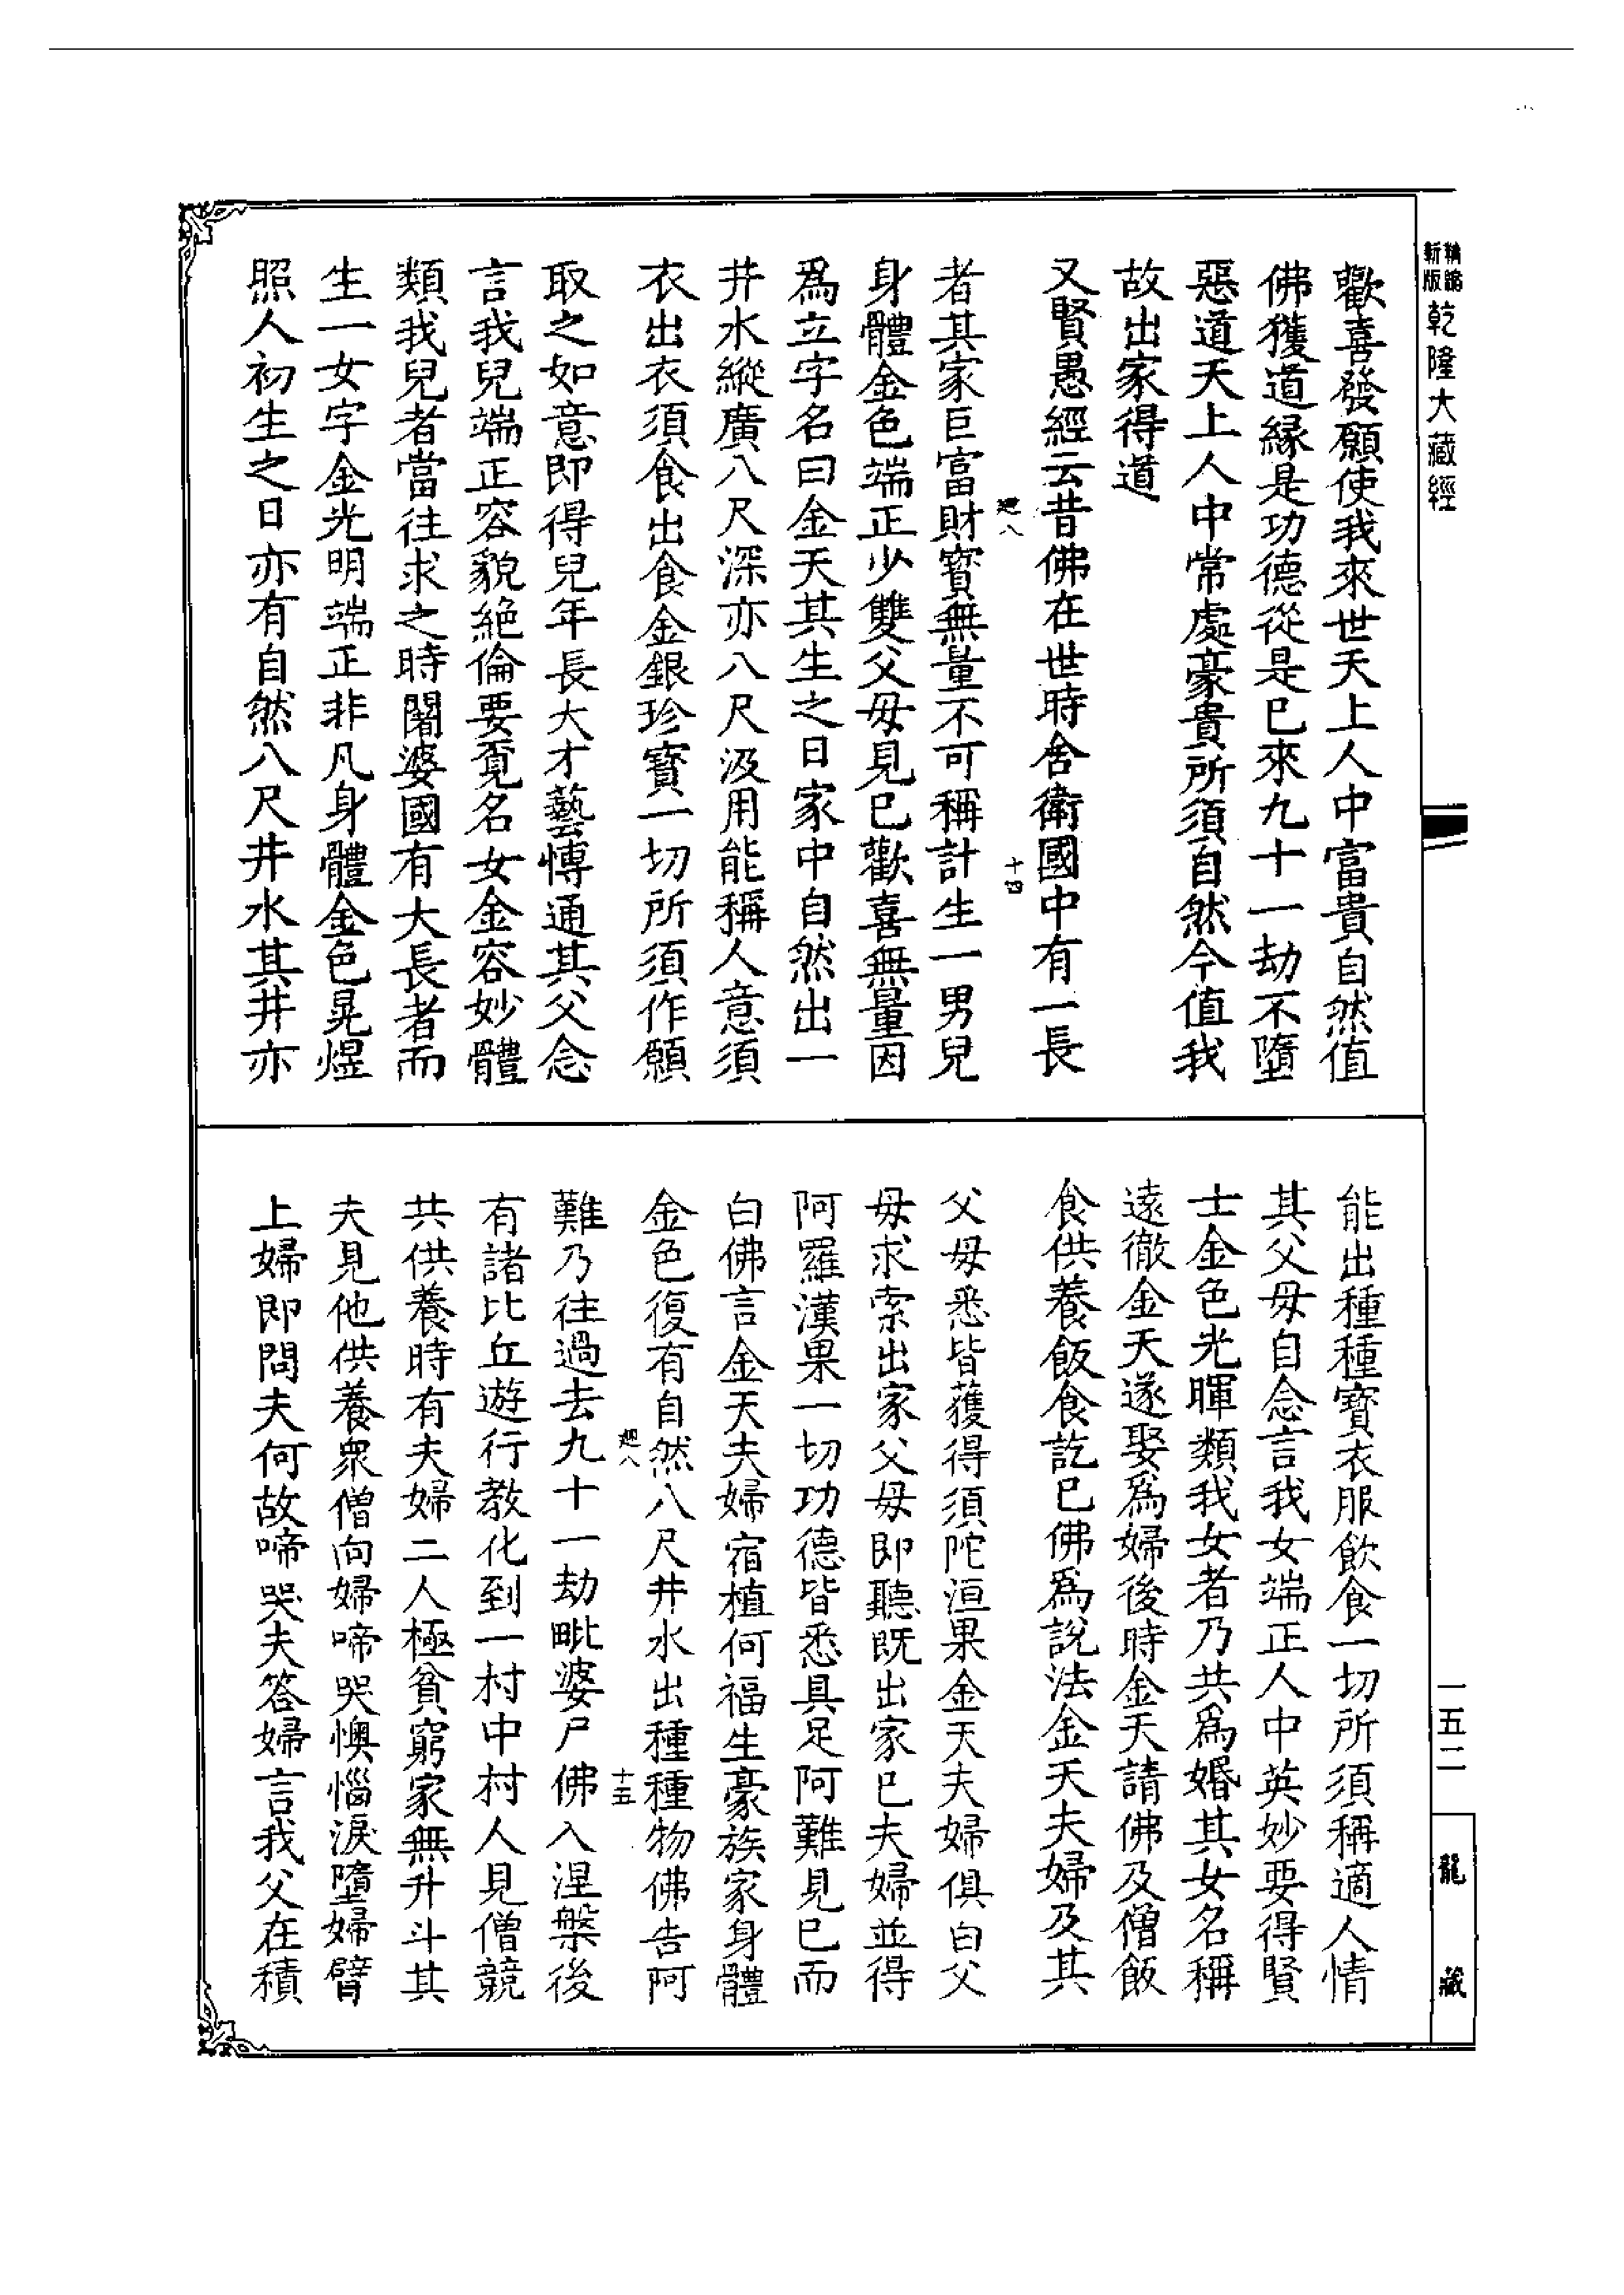 新編
新版
乾隆大藏經
歡喜發願使我來世天上人中富貴自然值
佛獲道緣是功德從是已來九十一劫不墮
惡道天上人中常處豪貴所須自然今值我
故出家得道
又賢愚經云昔佛在世時舍衛國中有一長
十四
者其家巨富財寶無量不可稱計生一男兒
身體金色端正少雙父母見已歡喜無量因
爲立字名曰金天其生之日家中自然出一
井水縱廣八尺深亦八尺汲用能稱人意須
衣出衣須食出食金銀珍寶一切所須作願
取之如意即得兒年長大才藝愽通其父念
言我兒端正容貌絶倫要覔名女金容妙體
類我兒者當往求之時闍婆國有大長者而
生一女字金光明端正非凡身體金色晃煜
照人初生之日亦有自然八尺井水其井亦
能出種種寶衣服飲食一切所須稱適人情
其父母自念言我女端正人中英妙要得賢
士金色光暉類我女者乃共爲婚其女名稱
遠徹金天遂娶爲婦後時金天請佛及僧飯
食供養飯食訖已佛爲說法金天夫婦及其
父母悉皆獲得須陀洹果金天夫婦俱白父
母求索出家父母即聽既出家已夫婦並得
阿羅漢果一切功德皆悉具足阿難見已而
白佛言金天夫婦宿植何福生豪族家身體
金色復有自然八尺井水出種種物佛告阿
十五
難乃往過去九十一劫毗婆尸佛入涅槃後
有諸比丘遊行教化到一村中村人見僧競
共供養時有夫婦二人極貧窮家無升斗其
夫見他供養衆僧向婦啼哭懊惱淚墮婦臂
上婦即問夫何故啼哭夫答婦言我父在積
一五二
龍藏